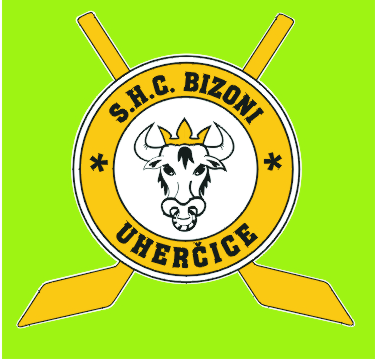 S.H.C. BIZONI
* *
UHERČICE